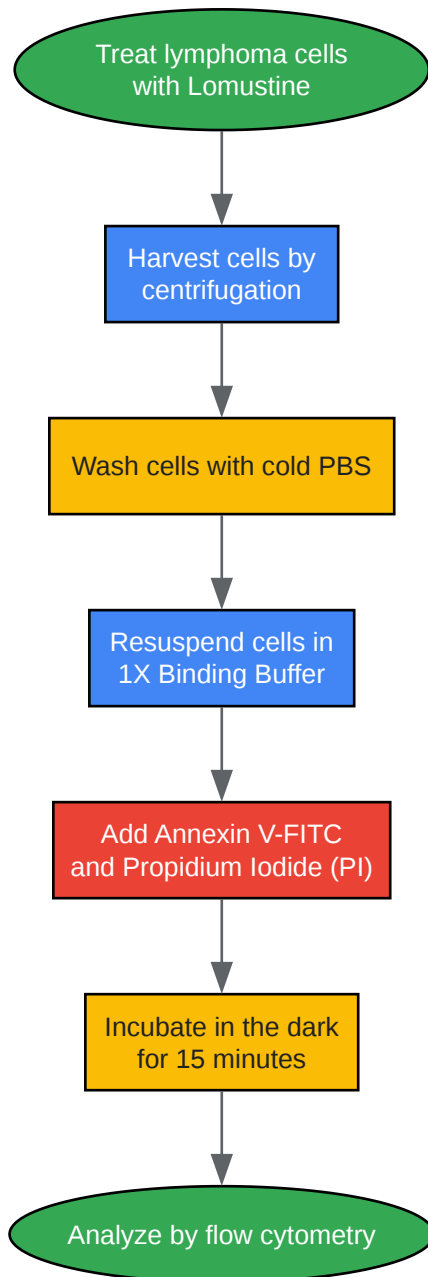 Treat lymphoma cells
with Lomustine
Harvest cells by
centrifugation
Wash cells with cold PBS
Resuspend cells in
1X Binding Buffer
Add Annexin V-FITC
and Propidium Iodide (PI)
Incubate in the dark
for 15 minutes
Analyze by flow cytometry